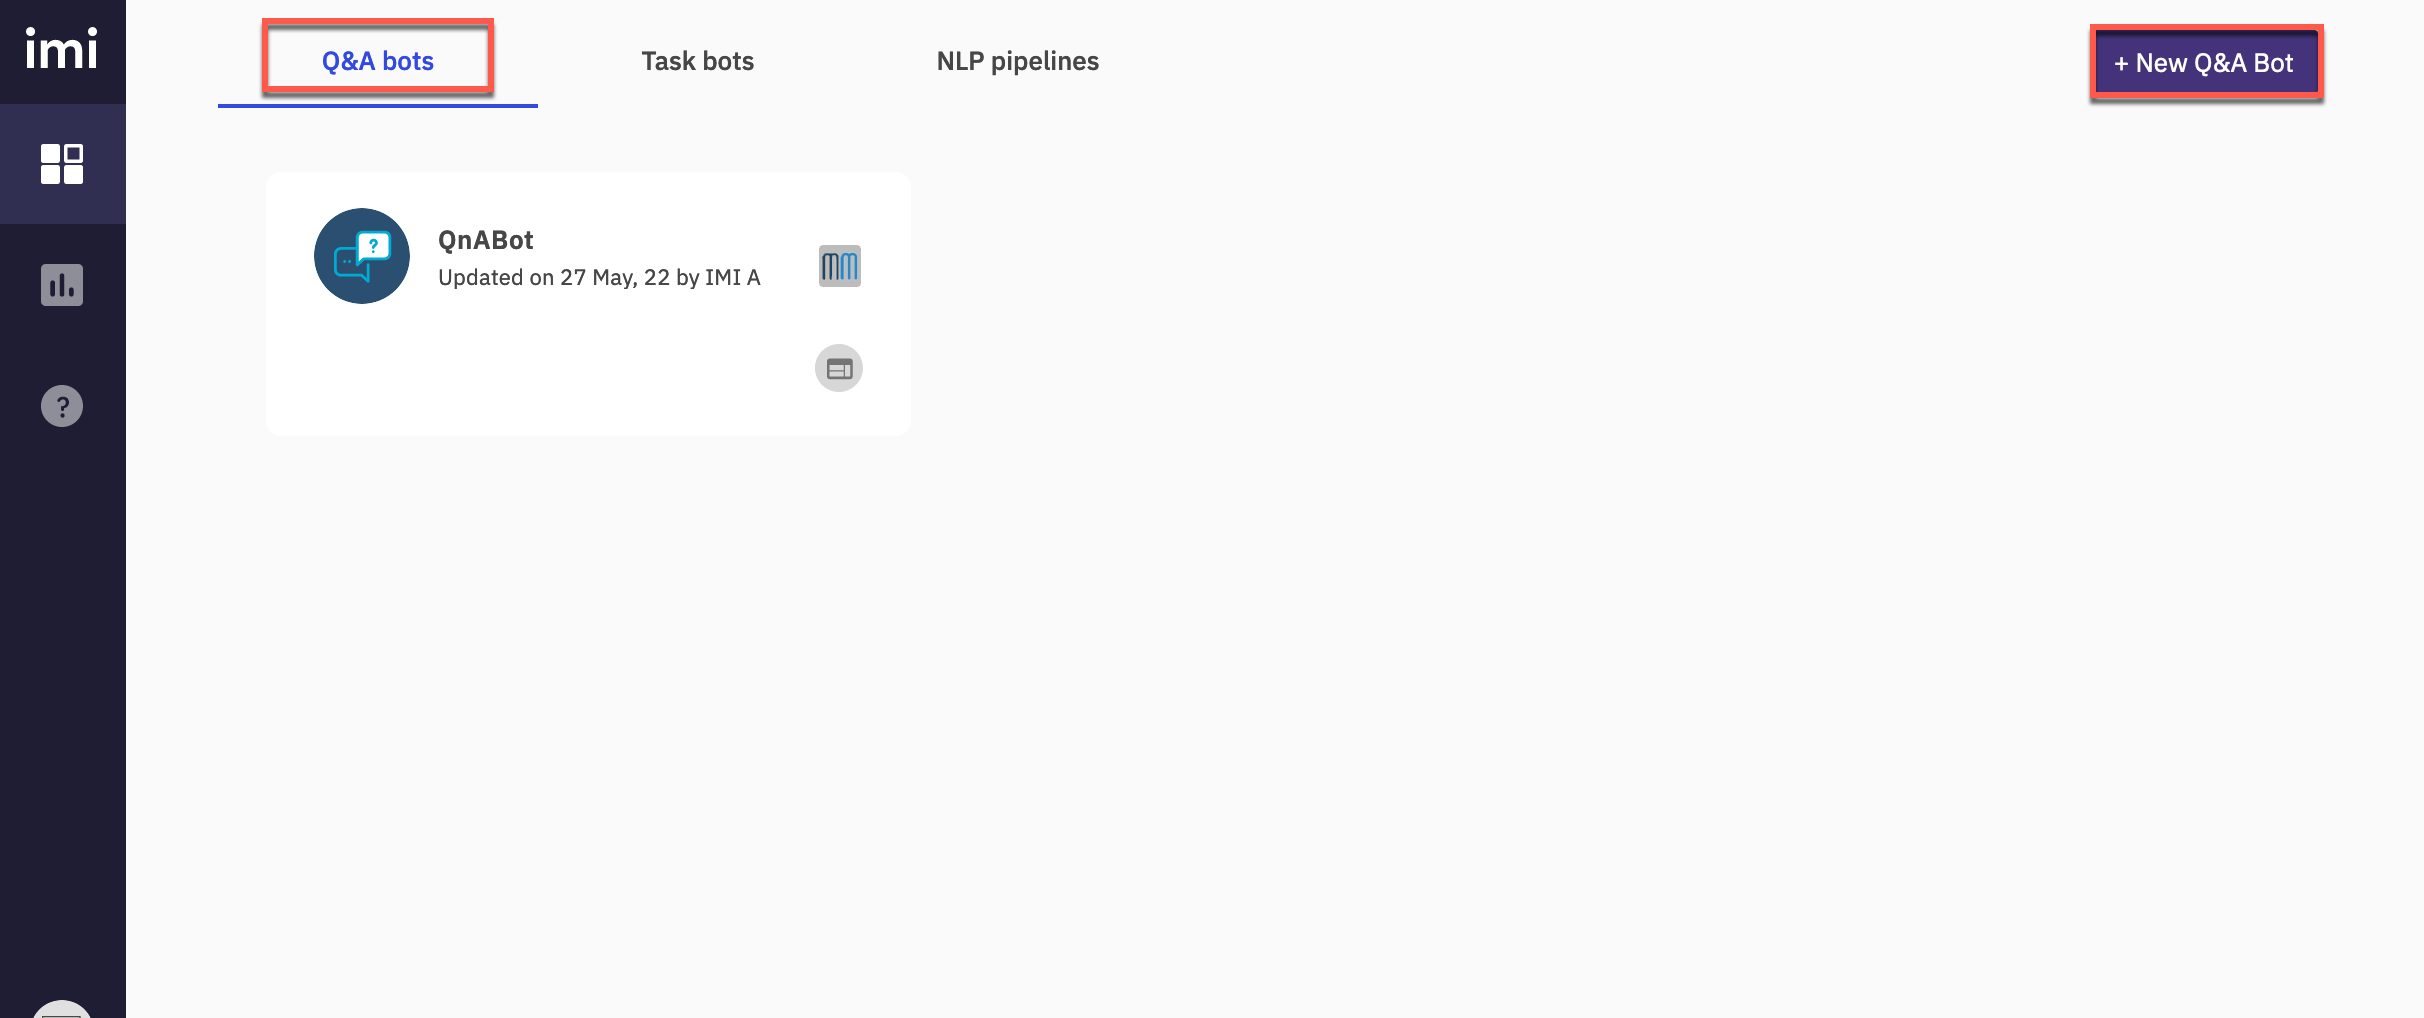 imi
Q&A bots
Task bots
NLP pipelines
+ New Q&A Bot
?
QnABot
Updated on 27 May, 22 by IMI A
mm
?